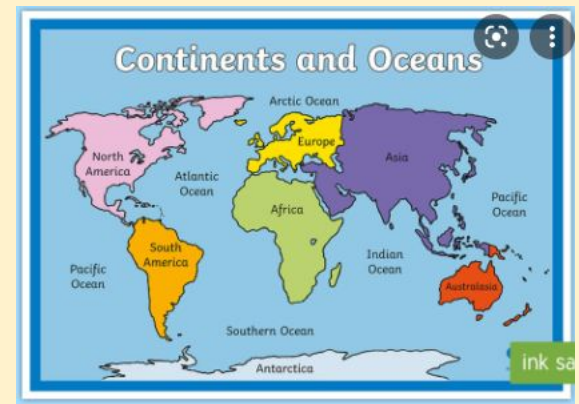 Continents and Oceans
Arctic Ocean
North
America
Europe
Asia
Atlantic
Ocean
Africa
Pacific
Ocean
South
America
Indian
Ocean
Pacific
Ocean
Australasia
Southern Ocean
Antarctica
ink sa